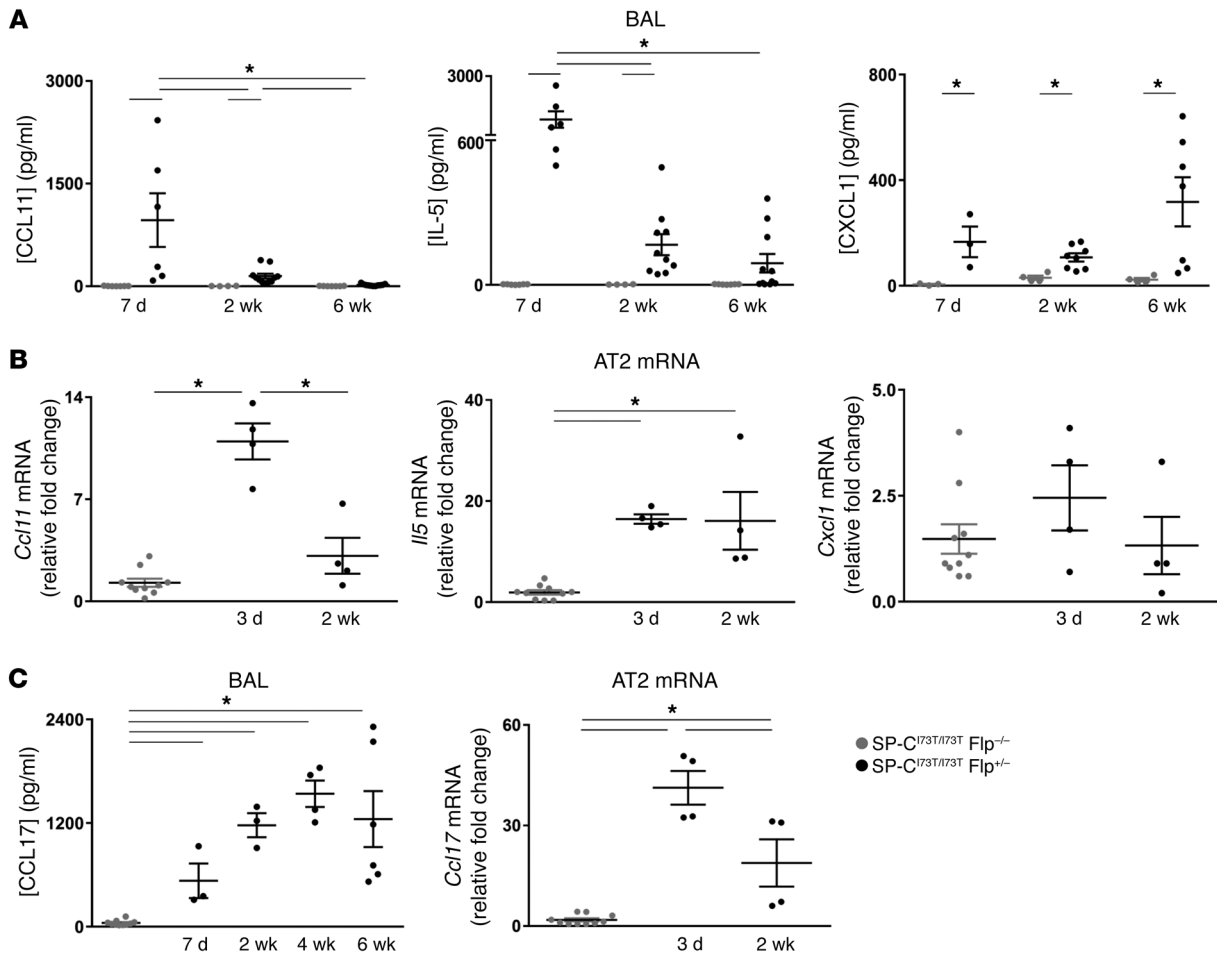 A
BAL
[CCL11] (pg/ml)
3000
1500
0
*
7 d
2 wk
6 wk
[IL-5] (pg/ml)
3000
600
0
*
7 d
2 wk
6 wk
[CXCL1] (pg/ml)
800
400
0
*
*
*
7 d
2 wk
6 wk
B
AT2 mRNA
Ccl11 mRNA
(relative fold change)
14
7
0
*
*
3 d
2 wk
Il5 mRNA
(relative fold change)
40
20
0
*
3 d
2 wk
Cxcl1 mRNA
(relative fold change)
5.0
2.5
0.0
3 d
2 wk
C
BAL
[CCL17] (pg/ml)
2400
1200
0
*
7 d
2 wk
4 wk
6 wk
AT2 mRNA
Ccl17 mRNA
(relative fold change)
60
30
0
*
3 d
2 wk
SP-C^I73T/I73T Flp^–/–
SP-C^I73T/I73T Flp^+/–